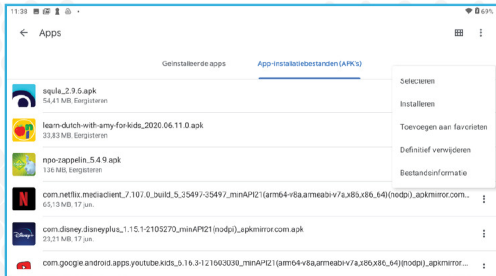 11:38
69%
Apps
Geïnstalleerde apps
App-installatiebestanden (APK's)
Selecteren
Installeren
Toevoegen aan favorieten
Definitief verwijderen
Bestandsinformatie
squla_2.9.6.apk
54,41 MB, Eergisteren
learn-dutch-with-amy-for-kids_2020.06.11.0.apk
33,83 MB, Eergisteren
npo-zappelin_5.4.9.apk
136 MB, Eergisteren
com.netflix.mediaclient_7.107.0_build_5_35497-35497_minAPI21(arm64-v8a,armeabi-v7a,x86,x86_64)(nodpi)_apkmirror.com...
65,13 MB, 17 jun.
com.disney.disneyplus_1.15.1-2105270_minAPI21(nodpi)_apkmirror.com.apk
23,21 MB, 17 jun.
com.google.android.apps.youtube.kids_5.16.3-121603030_minAPI21(arm64-v8a,armeabi-v7a,x86,x86_64)(nodpi)_apkmirror....